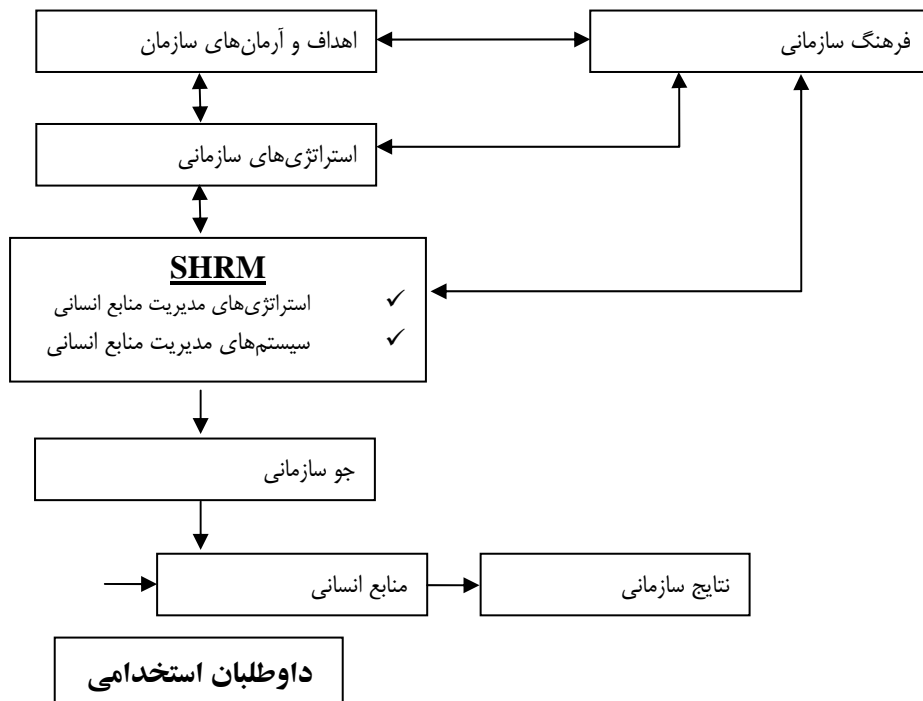 فرهنگ سازمانی
اهداف و آرمان‌های سازمان
استراتژی‌های سازمانی
SHRM
✓ استراتژی‌های مدیریت منابع انسانی
✓ سیستم‌های مدیریت منابع انسانی
جو سازمانی
منابع انسانی
نتایج سازمانی
داوطلبان استخدامی